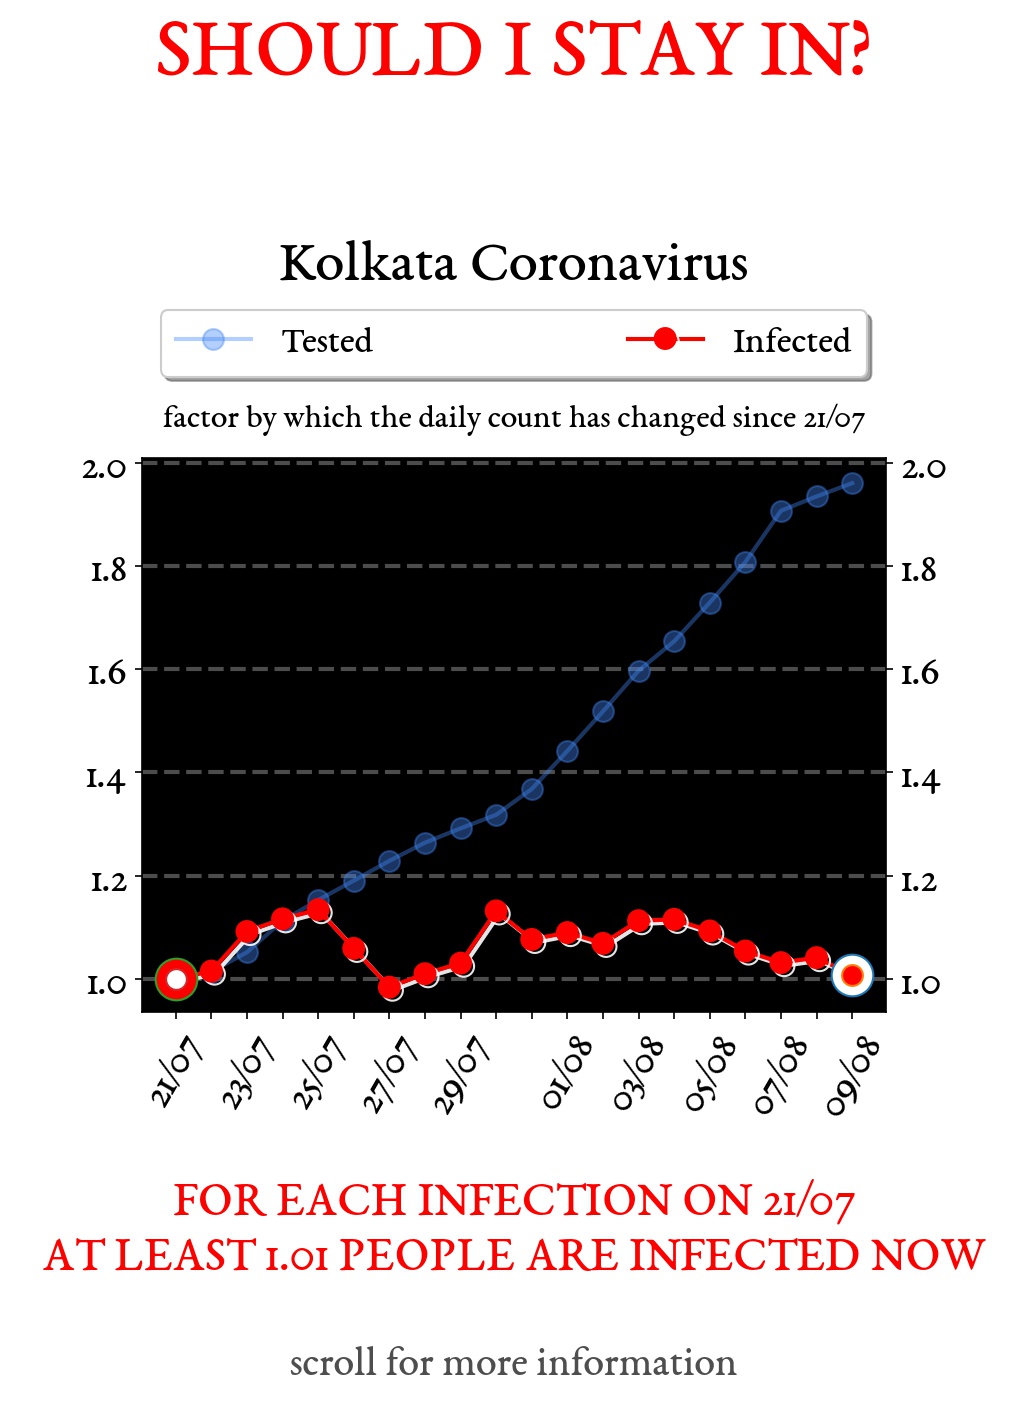 SHOULD I STAY IN?
Kolkata Coronavirus
Tested Infected
factor by which the daily count has changed since 21/07
2.0 2.0
1.8 1.8
1.6 1.6
1.4 1.4
1.2 1.2
1.0 1.0
21/07 23/07 25/07 27/07 29/07 01/08 03/08 05/08 07/08 09/08
FOR EACH INFECTION ON 21/07
AT LEAST 1.01 PEOPLE ARE INFECTED NOW
scroll for more information